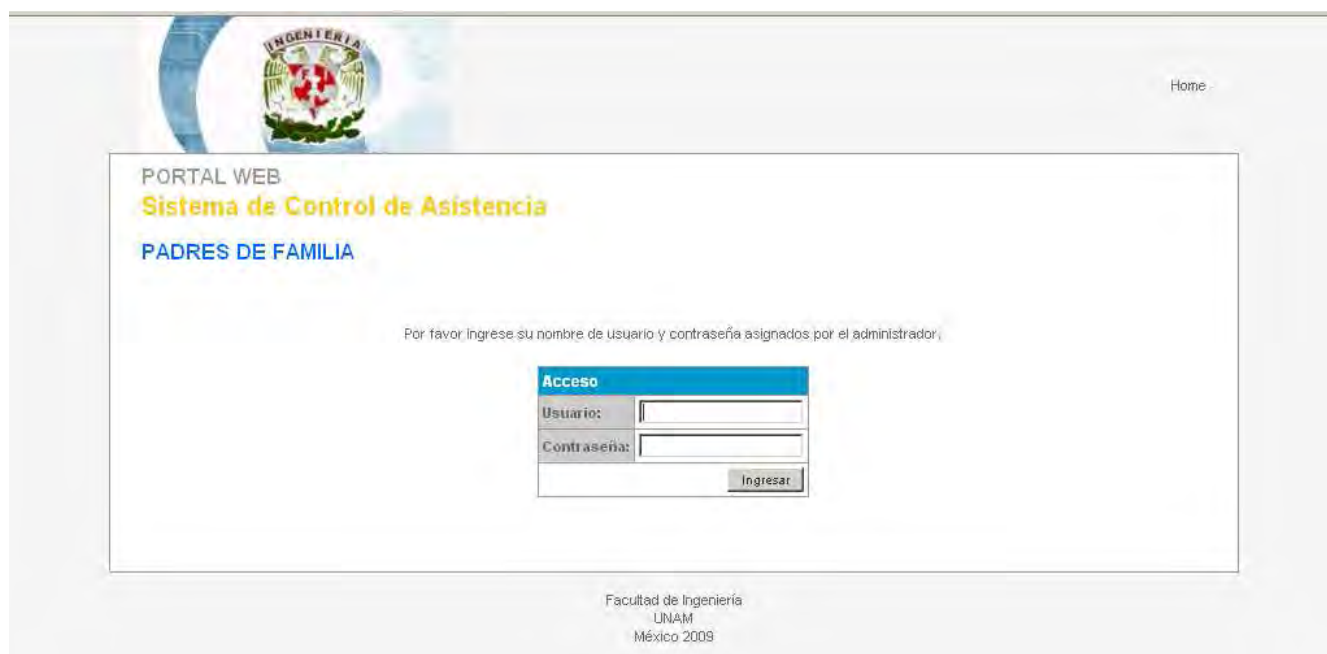 INGENIERIA
Home
PORTAL WEB
Sistema de Control de Asistencia
PADRES DE FAMILIA
Por favor ingrese su nombre de usuario y contraseña asignados por el administrador.
Acceso
Usuario:
Contraseña:
Ingresar
Facultad de Ingeniería
UNAM
México 2009